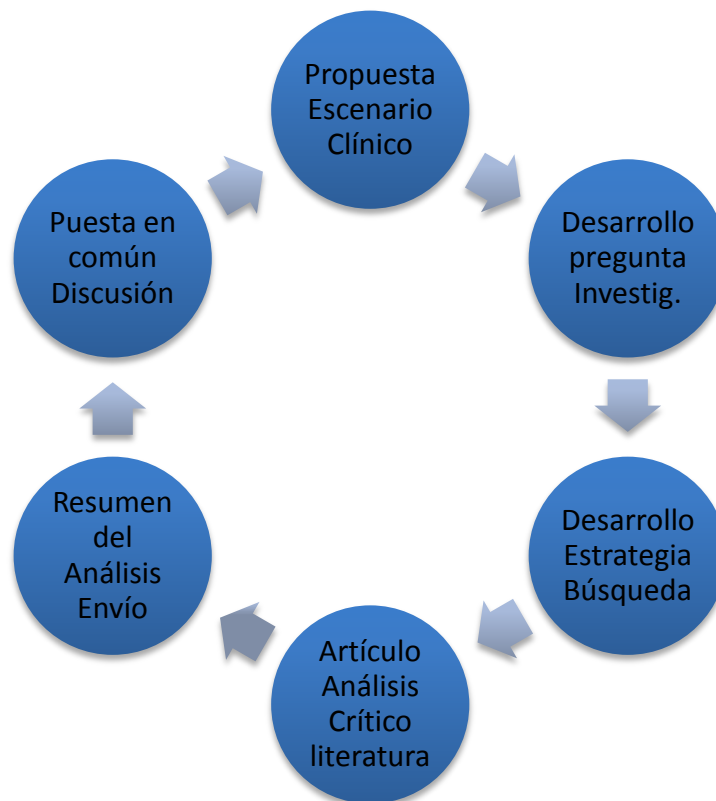 Propuesta
Escenario
Clínico
Desarrollo
pregunta
Investig.
Desarrollo
Estrategia
Búsqueda
Artículo
Análisis
Crítico
literatura
Resumen
del
Análisis
Envío
Puesta en
común
Discusión